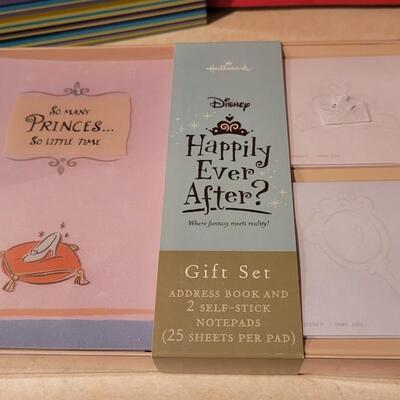 SO MANY
PRINCES...
SO LITTLE TIME
Hallmark
DISNEY
Happily
Ever
After?
Where fantasy meets reality!
Gift Set
ADDRESS BOOK AND
2 SELF-STICK
NOTEPADS
(25 SHEETS PER PAD)